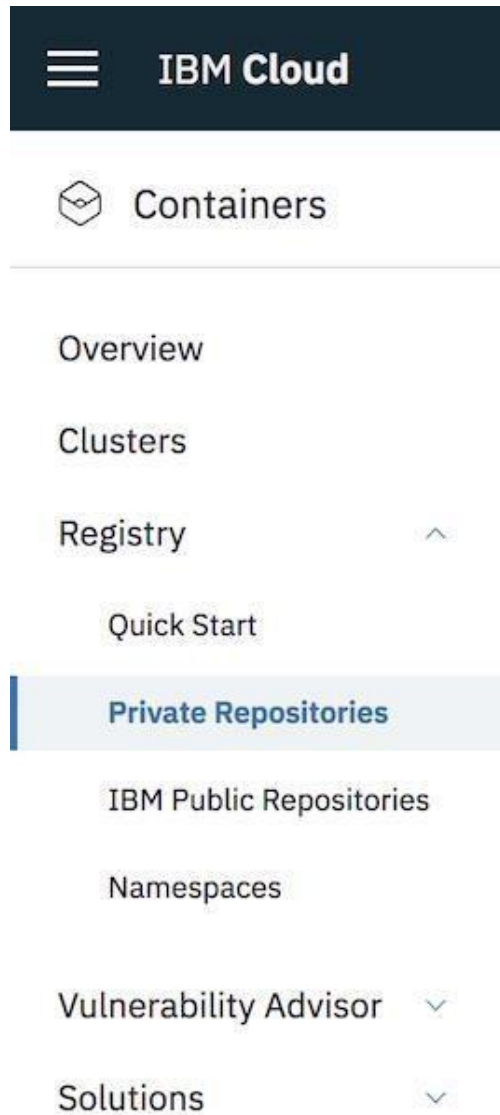 IBM Cloud
Containers
Overview
Clusters
Registry
Quick Start
Private Repositories
IBM Public Repositories
Namespaces
Vulnerability Advisor
Solutions